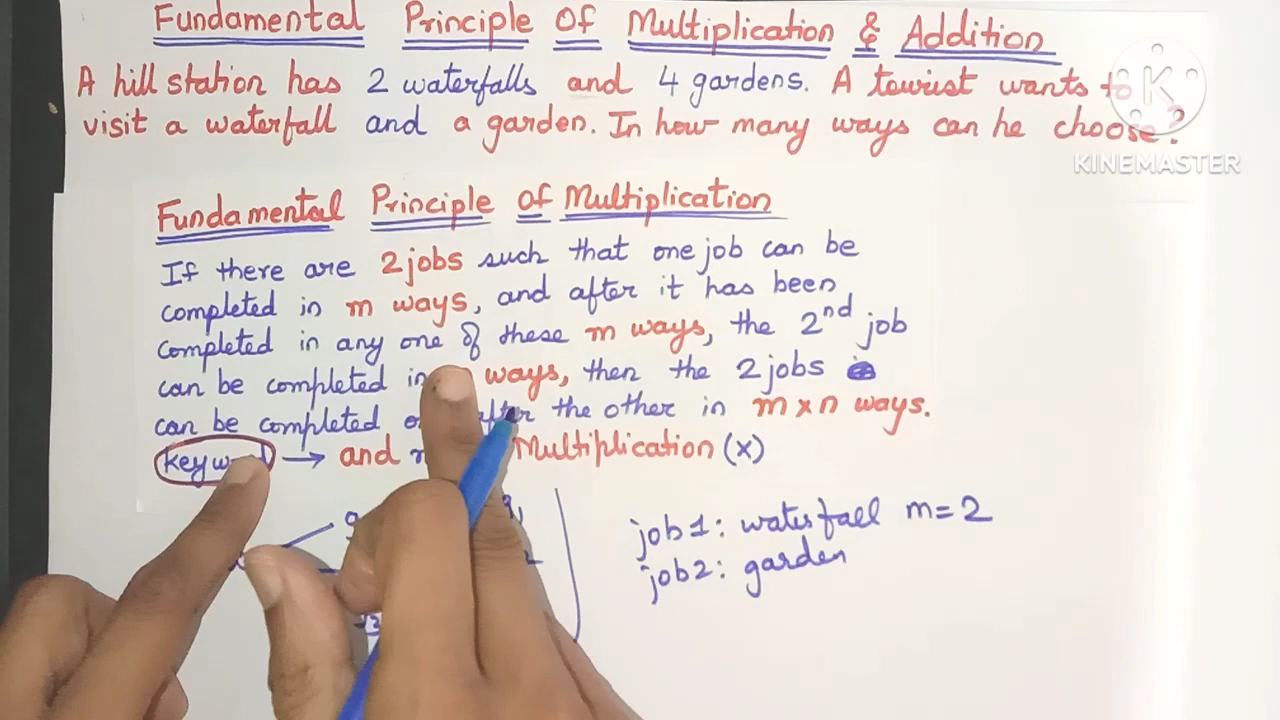 Fundamental Principle Of Multiplication & Addition
A hill station has 2 waterfalls and 4 gardens. A tourist wants to
visit a waterfall and a garden. In how many ways can he choose?
KINEMASTER
Fundamental Principle of Multiplication
If there are 2 jobs such that one job can be
completed in m ways, and after it has been
completed in any one of these m ways, the 2nd job
can be completed in ways, then the 2 jobs
can be completed after the other in m x n ways.
keyword → and Multiplication (x)
job1: waterfall m=2
job2: garden